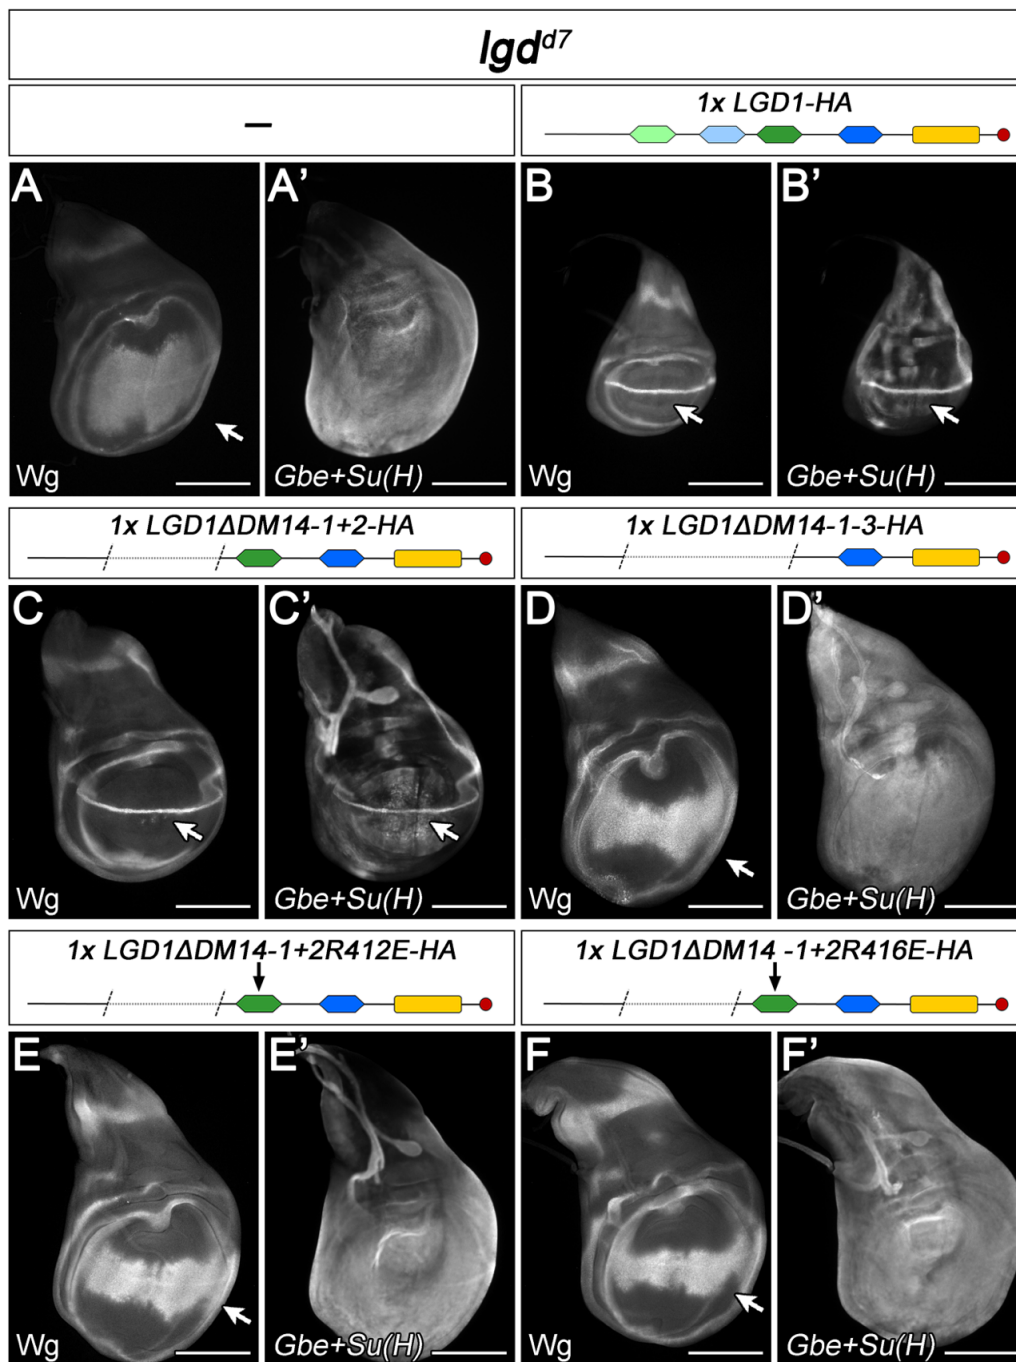 lgd^d7
–
1x LGD1-HA
A
A’
B
B’
Wg
Gbe+Su(H)
Wg
Gbe+Su(H)
1x LGD1ΔDM14-1+2-HA
1x LGD1ΔDM14-1-3-HA
C
C’
D
D’
Wg
Gbe+Su(H)
Wg
Gbe+Su(H)
1x LGD1ΔDM14-1+2R412E-HA
1x LGD1ΔDM14 -1+2R416E-HA
E
E’
F
F’
Wg
Gbe+Su(H)
Wg
Gbe+Su(H)